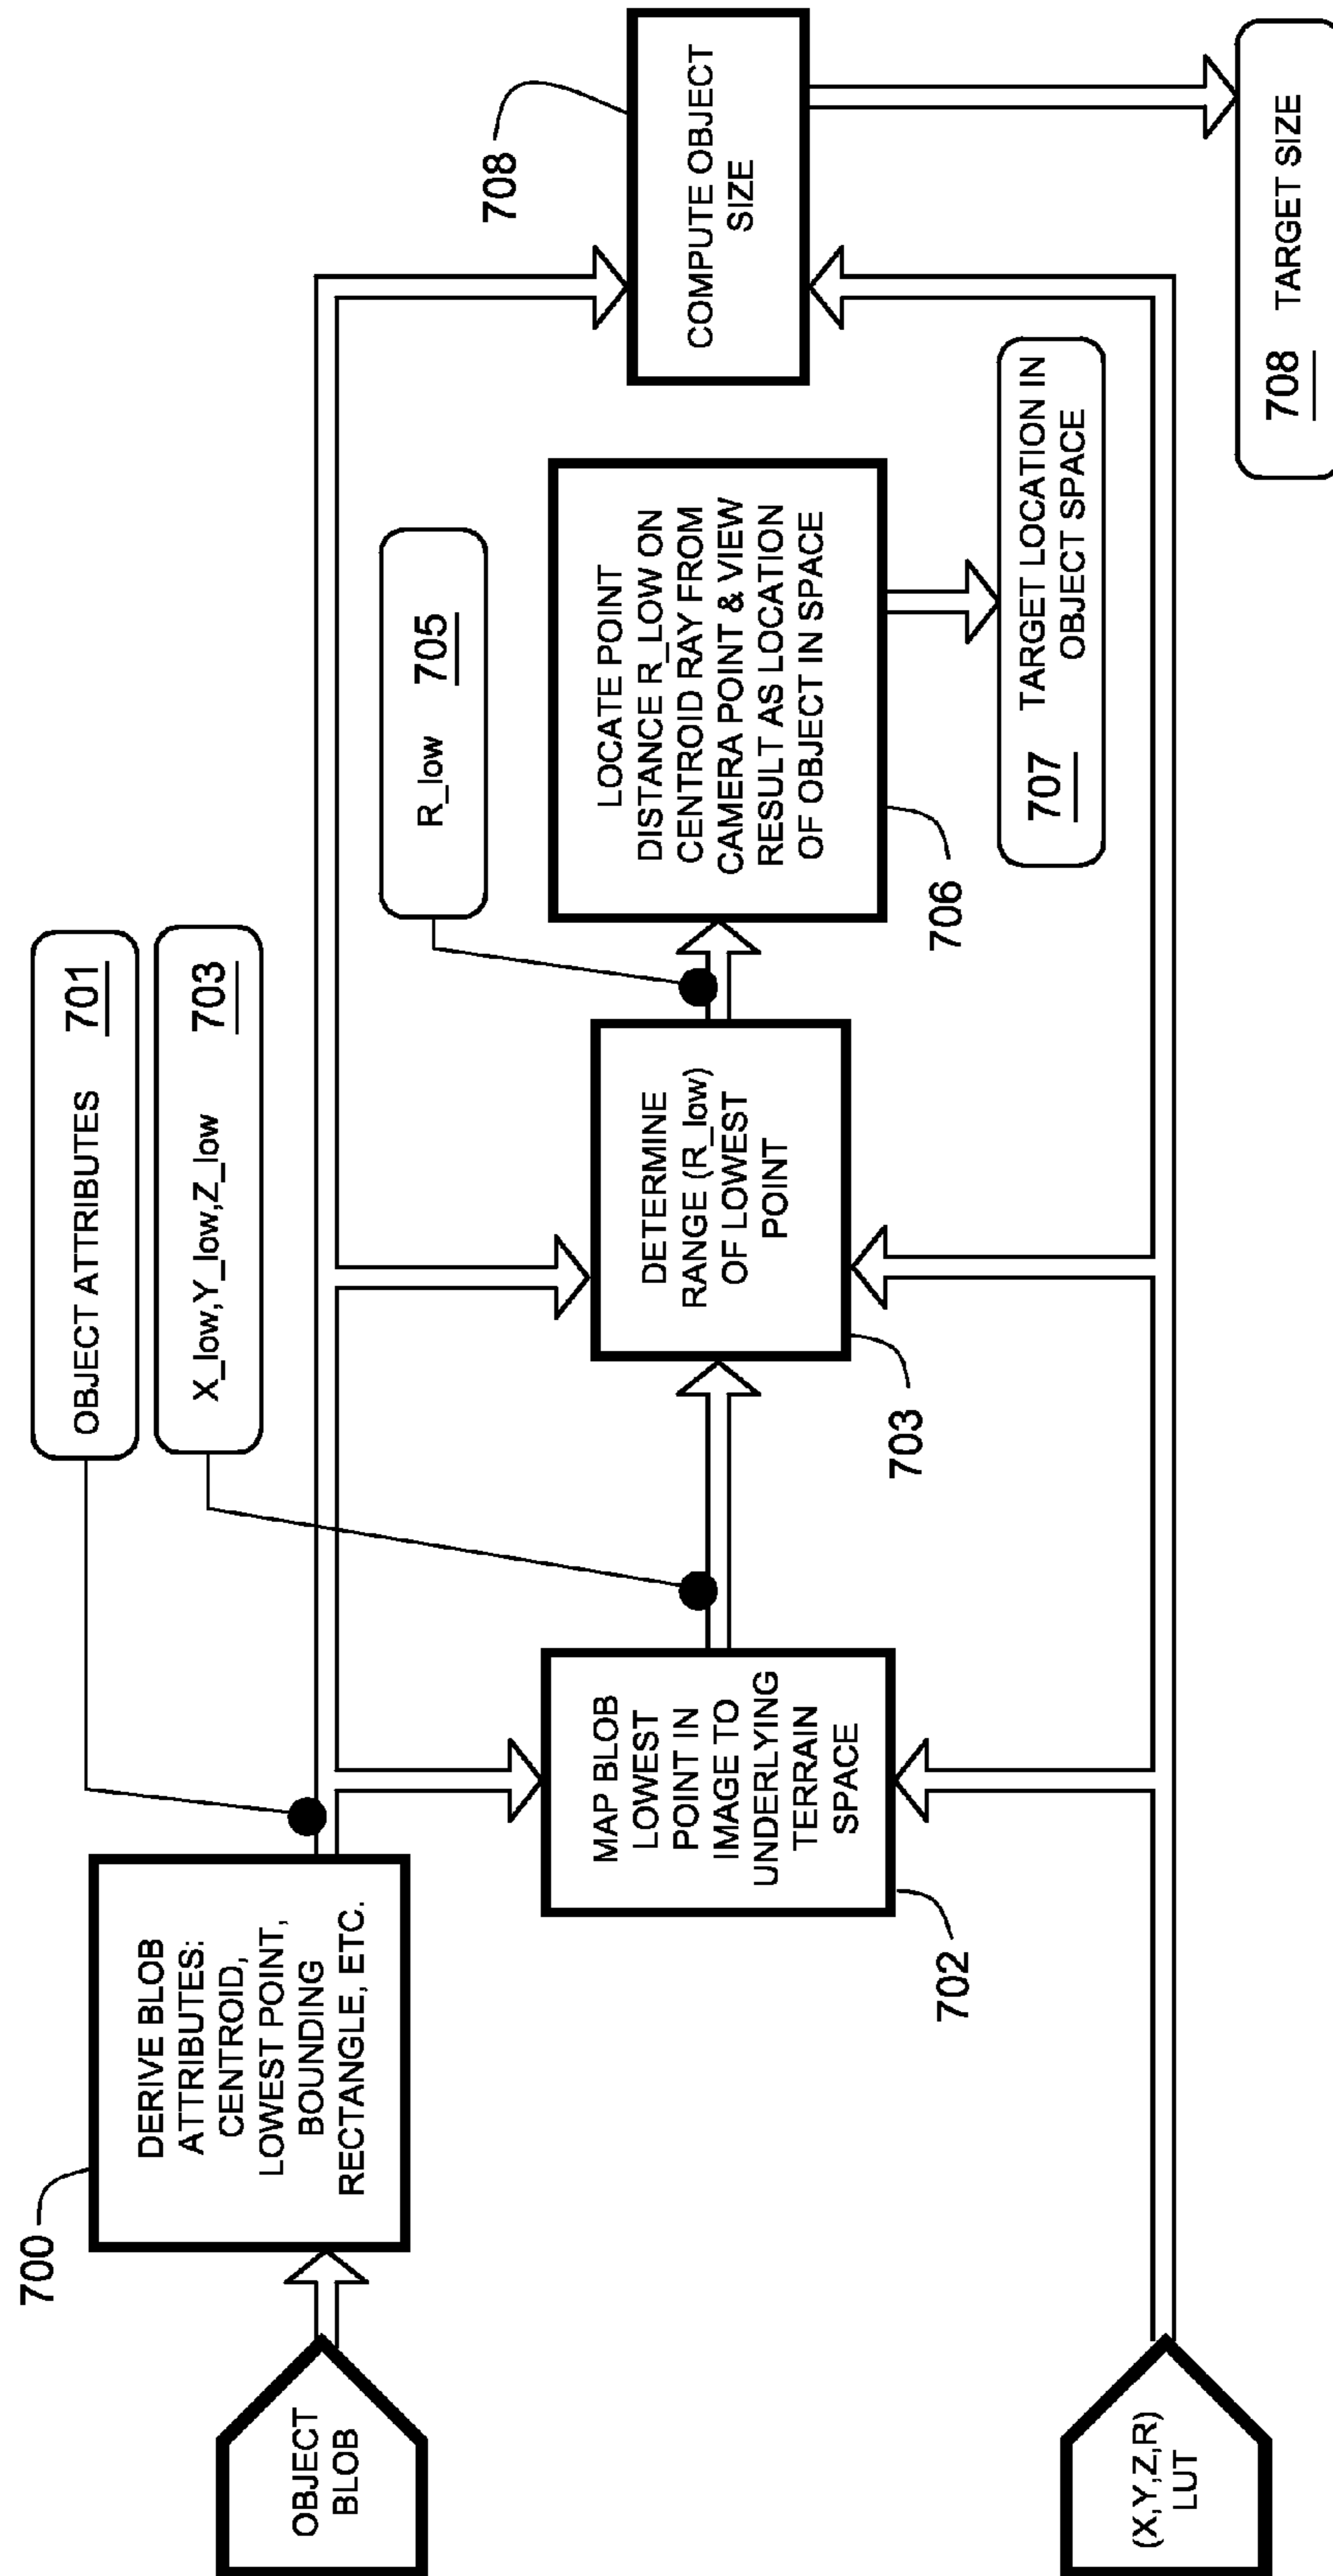 OBJECT
BLOB
700
DERIVE BLOB
ATTRIBUTES:
CENTROID,
LOWEST POINT,
BOUNDING
RECTANGLE, ETC.
OBJECT ATTRIBUTES 701
X_low,Y_low,Z_low 703
(X,Y,Z,R)
LUT
MAP BLOB
LOWEST
POINT IN
IMAGE TO
UNDERLYING
TERRAIN
SPACE
702
DETERMINE
RANGE (R_low)
OF LOWEST
POINT
703
R_low 705
LOCATE POINT
DISTANCE R_LOW ON
CENTROID RAY FROM
CAMERA POINT & VIEW
RESULT AS LOCATION
OF OBJECT IN SPACE
706
707 TARGET LOCATION IN
OBJECT SPACE
708
COMPUTE OBJECT
SIZE
708 TARGET SIZE